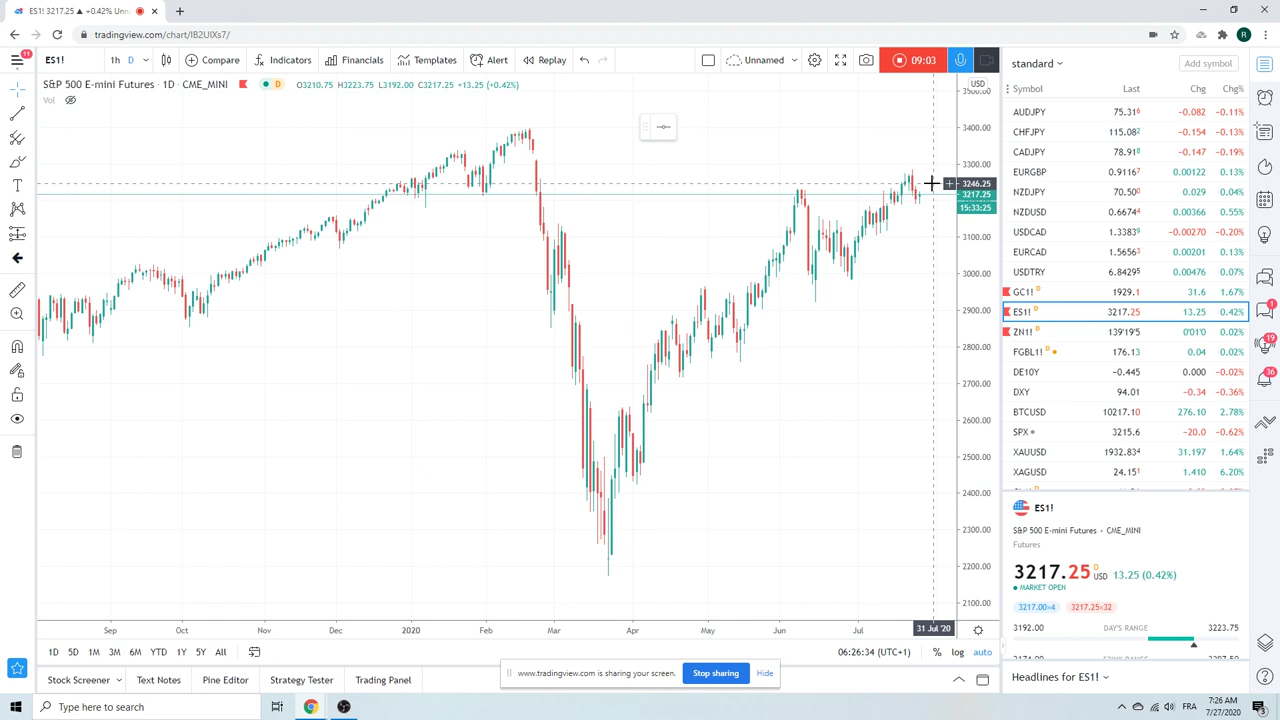 ES1! 3217.25 ▲ +0.42% Unn
tradingview.com/chart/IB2UIXs7/
11
ES1! 1h D Compare Indicators Financials Templates Alert Replay Unnamed 09:03
S&P 500 E-mini Futures · 1D · CME_MINI D O3210.75 H3223.75 L3192.00 C3217.25 +13.25 (+0.42%)
Vol
USD
3500.00
3400.00
3300.00
3246.25
3217.25
15:33:25
3100.00
3000.00
2900.00
2800.00
2700.00
2600.00
2500.00
2400.00
2300.00
2200.00
2100.00
Sep Oct Nov Dec 2020 Feb Mar Apr May Jun Jul 31 Jul '20
1D 5D 1M 3M 6M YTD 1Y 5Y All 06:26:34 (UTC+1) % log auto
www.tradingview.com is sharing your screen. Stop sharing Hide
Stock Screener Text Notes Pine Editor Strategy Tester Trading Panel
standard Add symbol
Symbol Last Chg Chg%
AUDJPY 75.316 -0.082 -0.11%
CHFJPY 115.082 -0.154 -0.13%
CADJPY 78.918 -0.147 -0.19%
EURGBP 0.9116 0.00122 0.13%
NZDJPY 70.50 0.029 0.04%
NZDUSD 0.6674 0.00366 0.55%
USDCAD 1.3383 -0.00270 -0.20%
EURCAD 1.5656 0.00201 0.13%
USDTRY 6.8429 0.00476 0.07%
GC1! D 1929.1 31.6 1.67%
ES1! D 3217.25 13.25 0.42%
ZN1! D 139'19'5 0'01'0 0.02%
FGBL1! D 176.13 0.04 0.02%
DE10Y -0.445 0.000 -0.02%
DXY 94.01 -0.34 -0.36%
BTCUSD 10217.10 276.10 2.78%
SPX 3215.6 -20.0 -0.62%
XAUUSD 1932.834 31.197 1.64%
XAGUSD 24.151 1.410 6.20%
ES1!
S&P 500 E-mini Futures · CME_MINI
Futures
3217.25 D USD 13.25 (0.42%)
MARKET OPEN
3217.00×4 3217.25×32
3192.00 DAY'S RANGE 3223.75
Headlines for ES1!
1
19
36
Type here to search
FRA
7:26 AM
7/27/2020
3